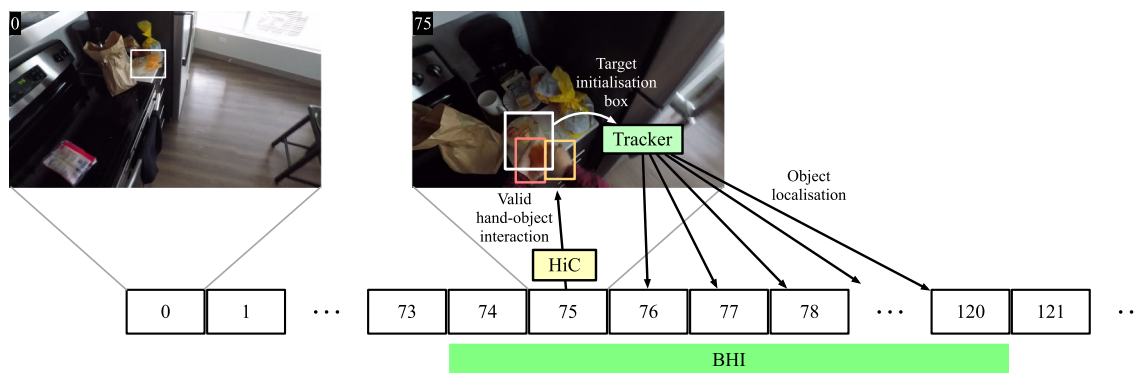 0
75
Target
initialisation
box
Tracker
Object
localisation
Valid
hand-object
interaction
HiC
0 1 ... 73 74 75 76 77 78 ... 120 121 ..
BHI